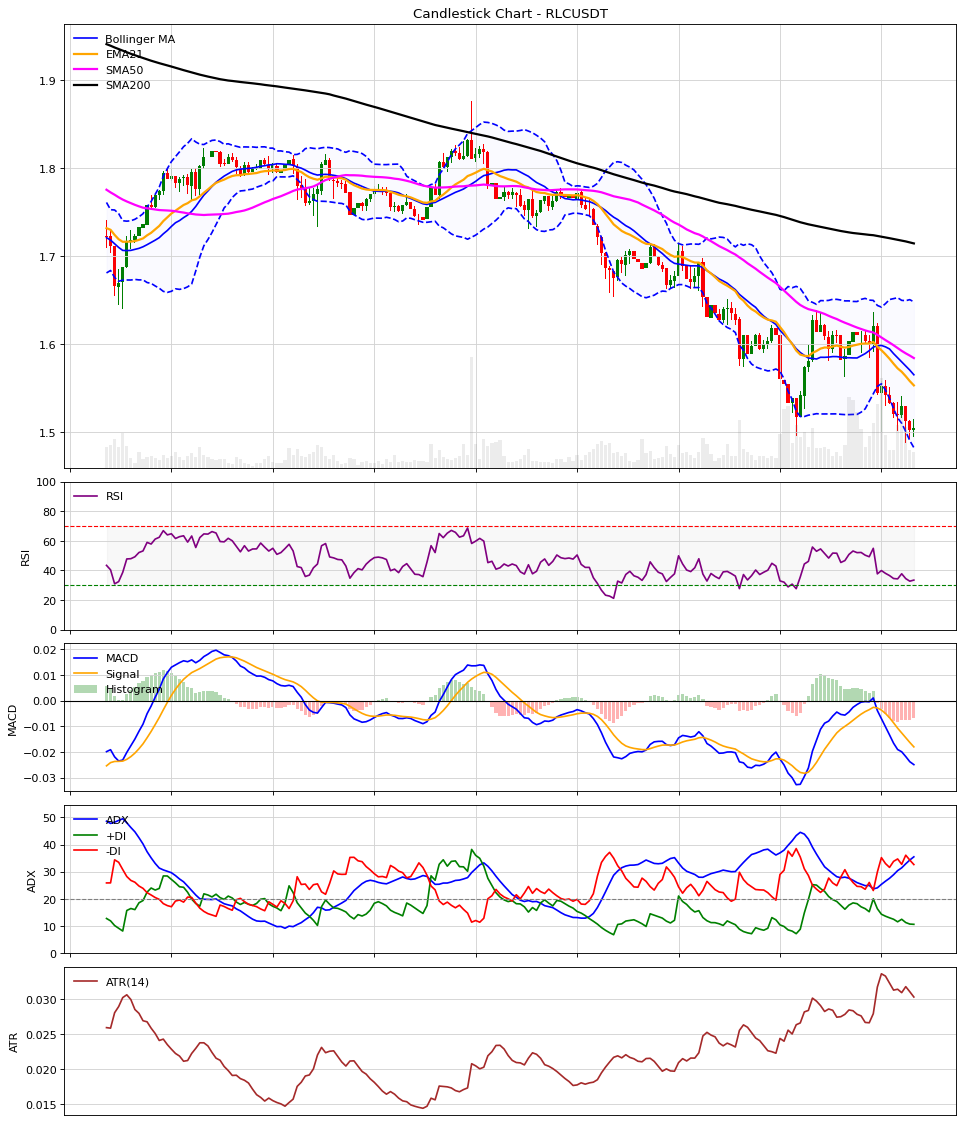 Candlestick Chart - RLCUSDT
Bollinger MA
EMA21
SMA50
SMA200
1.9
1.8
1.7
1.6
1.5
RSI
100
80
60
40
20
0
RSI
MACD
Signal
Histogram
0.02
0.01
0.00
−0.01
−0.02
−0.03
MACD
ADX
+DI
-DI
50
40
30
20
10
0
ADX
ATR(14)
0.030
0.025
0.020
0.015
ATR